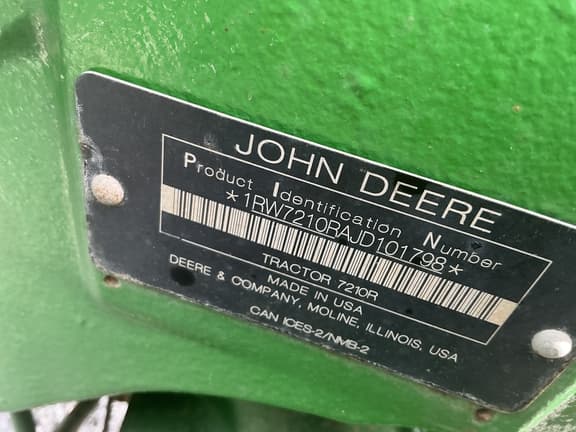 JOHN DEERE
Product Identification Number
*1RW7210RAJD101798*
TRACTOR 7210R
MADE IN USA
DEERE & COMPANY, MOLINE, ILLINOIS, USA
CAN ICES-2/NMB-2